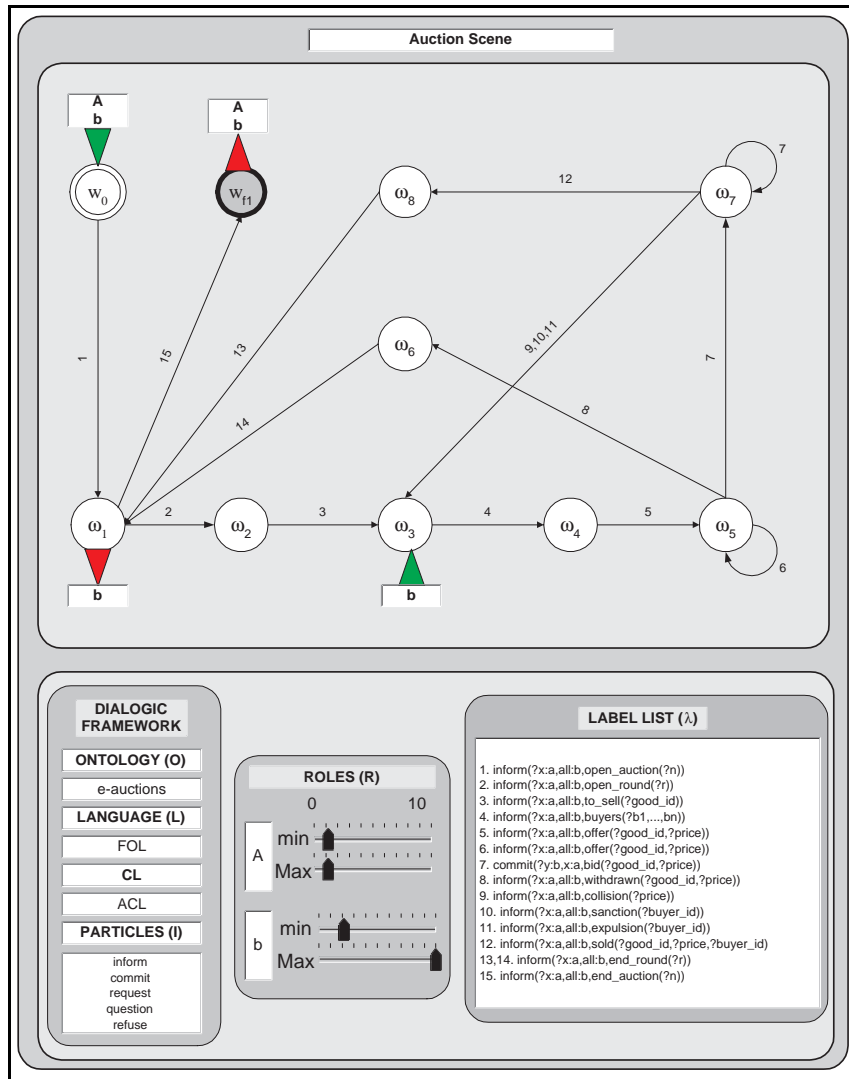 Auction Scene
A
b
A
b
w0
wf1
ω8
12
ω7
7
1
15
13
ω6
9,10,11
7
14
8
ω1
2
ω2
3
ω3
4
ω4
5
ω5
6
b
b
DIALOGIC
FRAMEWORK
ONTOLOGY (O)
e-auctions
LANGUAGE (L)
FOL
CL
ACL
PARTICLES (I)
inform
commit
request
question
refuse
ROLES (R)
0 10
A
min
Max
b
min
Max
LABEL LIST (λ)
1. inform(?x:a,all:b,open_auction(?n))
2. inform(?x:a,all:b,open_round(?r))
3. inform(?x:a,all:b,to_sell(?good_id))
4. inform(?x:a,all:b,buyers(?b1,...,bn))
5. inform(?x:a,all:b,offer(?good_id,?price))
6. inform(?x:a,all:b,offer(?good_id,?price))
7. commit(?y:b,x:a,bid(?good_id,?price))
8. inform(?x:a,all:b,withdrawn(?good_id,?price))
9. inform(?x:a,all:b,collision(?price))
10. inform(?x:a,all:b,sanction(?buyer_id))
11. inform(?x:a,all:b,expulsion(?buyer_id))
12. inform(?x:a,all:b,sold(?good_id,?price,?buyer_id)
13,14. inform(?x:a,all:b,end_round(?r))
15. inform(?x:a,all:b,end_auction(?n))